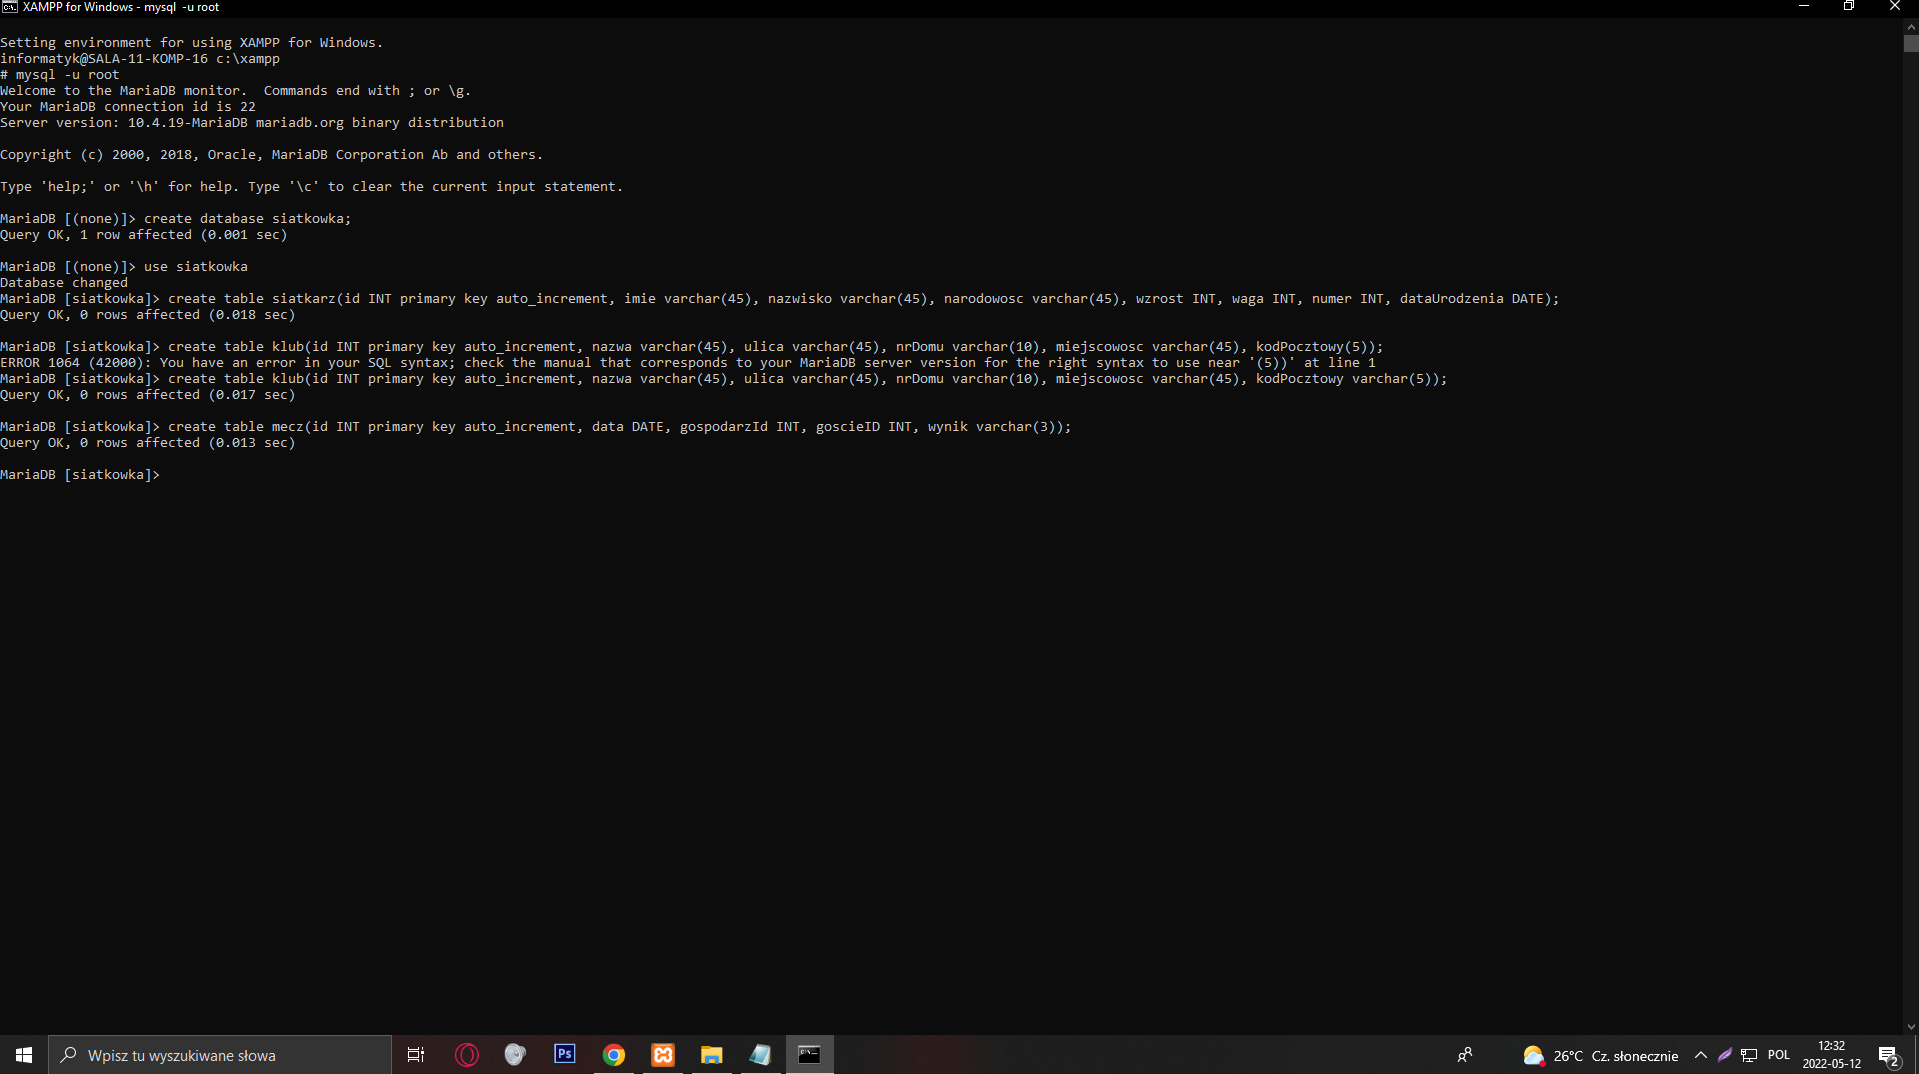 XAMPP for Windows - mysql  -u root
Setting environment for using XAMPP for Windows.
informatyk@SALA-11-KOMP-16 c:\xampp
# mysql -u root
Welcome to the MariaDB monitor.  Commands end with ; or \g.
Your MariaDB connection id is 22
Server version: 10.4.19-MariaDB mariadb.org binary distribution
Copyright (c) 2000, 2018, Oracle, MariaDB Corporation Ab and others.
Type 'help;' or '\h' for help. Type '\c' to clear the current input statement.
MariaDB [(none)]> create database siatkowka;
Query OK, 1 row affected (0.001 sec)
MariaDB [(none)]> use siatkowka
Database changed
MariaDB [siatkowka]> create table siatkarz(id INT primary key auto_increment, imie varchar(45), nazwisko varchar(45), narodowosc varchar(45), wzrost INT, waga INT, numer INT, dataUrodzenia DATE);
Query OK, 0 rows affected (0.018 sec)
MariaDB [siatkowka]> create table klub(id INT primary key auto_increment, nazwa varchar(45), ulica varchar(45), nrDomu varchar(10), miejscowosc varchar(45), kodPocztowy(5));
ERROR 1064 (42000): You have an error in your SQL syntax; check the manual that corresponds to your MariaDB server version for the right syntax to use near '(5))' at line 1
MariaDB [siatkowka]> create table klub(id INT primary key auto_increment, nazwa varchar(45), ulica varchar(45), nrDomu varchar(10), miejscowosc varchar(45), kodPocztowy varchar(5));
Query OK, 0 rows affected (0.017 sec)
MariaDB [siatkowka]> create table mecz(id INT primary key auto_increment, data DATE, gospodarzId INT, goscieID INT, wynik varchar(3));
Query OK, 0 rows affected (0.013 sec)
MariaDB [siatkowka]>
Wpisz tu wyszukiwane słowa
Ps
26°C Cz. słonecznie
POL
12:32
2022-05-12
2